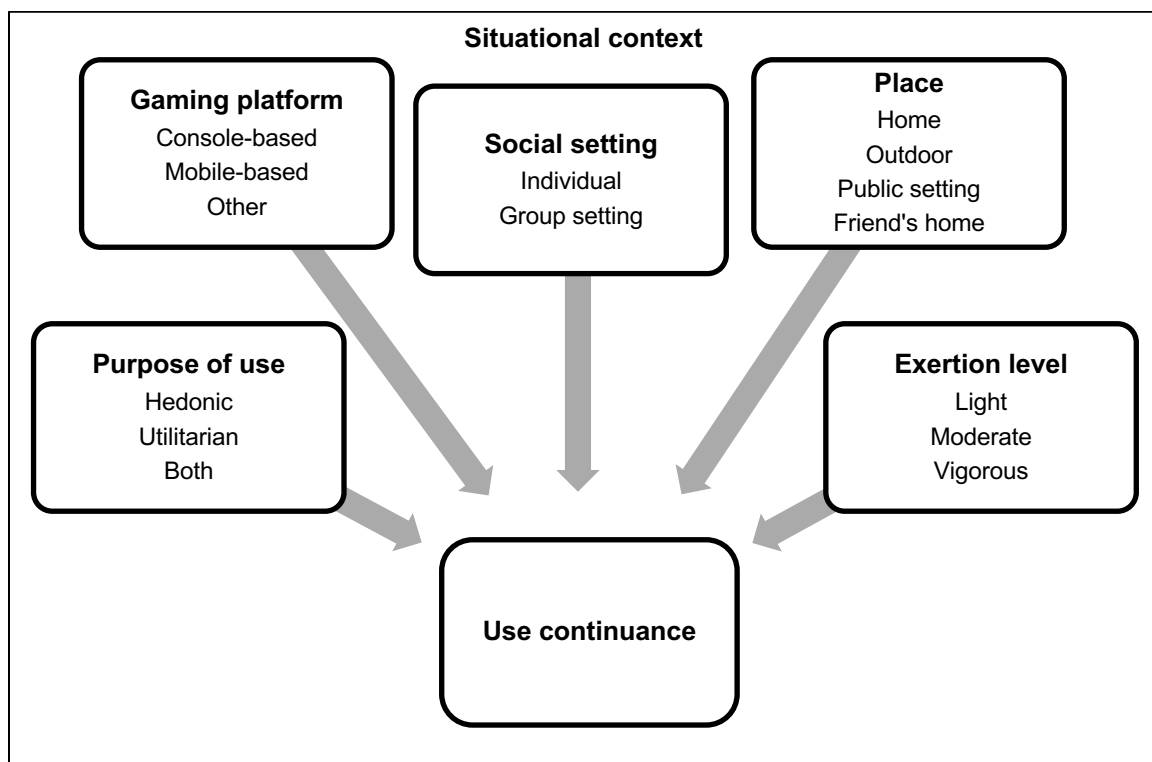 Situational context
Gaming platform
Console-based
Mobile-based
Other
Social setting
Individual
Group setting
Place
Home
Outdoor
Public setting
Friend's home
Purpose of use
Hedonic
Utilitarian
Both
Exertion level
Light
Moderate
Vigorous
Use continuance